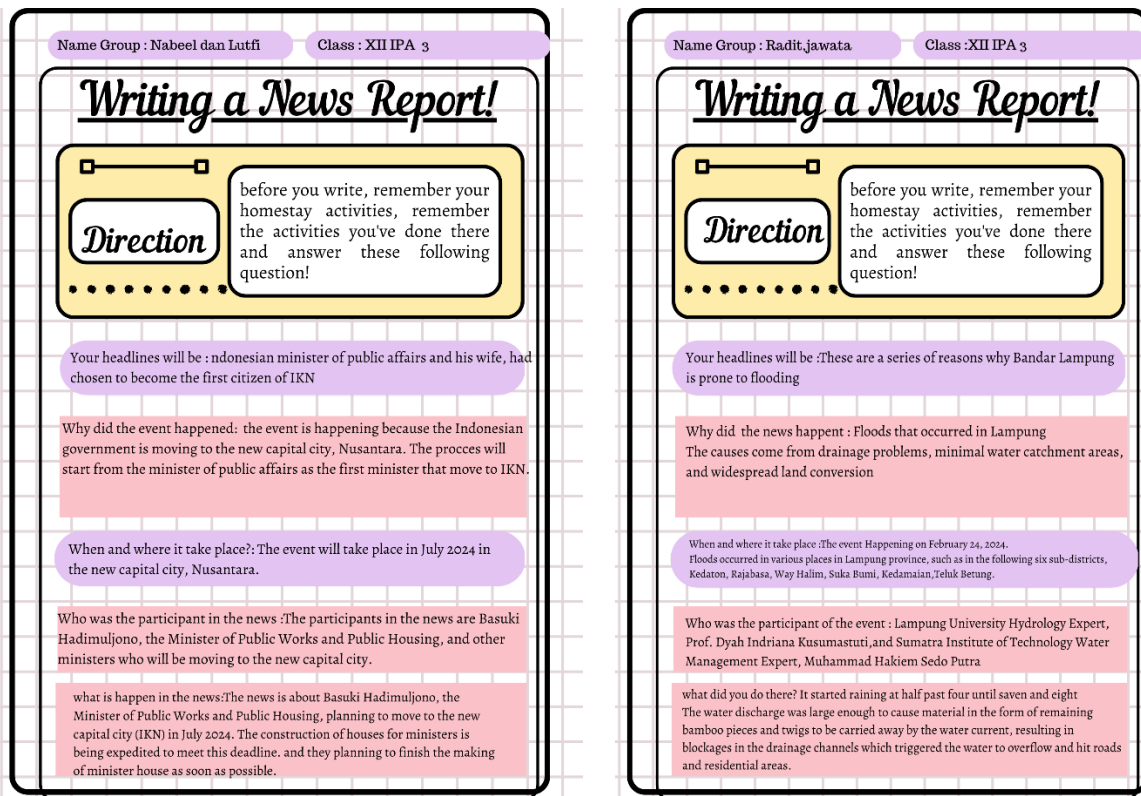 Name Group : Nabeel dan Lutfi
Class : XII IPA 3
Writing a News Report!
Direction
before you write, remember your
homestay activities, remember
the activities you've done there
and answer these following
question!
Your headlines will be : ndonesian minister of public affairs and his wife, had
chosen to become the first citizen of IKN
Why did the event happened: the event is happening because the Indonesian
government is moving to the new capital city, Nusantara. The procces will
start from the minister of public affairs as the first minister that move to IKN.
When and where it take place?: The event will take place in July 2024 in
the new capital city, Nusantara.
Who was the participant in the news :The participants in the news are Basuki
Hadimuljono, the Minister of Public Works and Public Housing, and other
ministers who will be moving to the new capital city.
what is happen in the news:The news is about Basuki Hadimuljono, the
Minister of Public Works and Public Housing, planning to move to the new
capital city (IKN) in July 2024. The construction of houses for ministers is
being expedited to meet this deadline. and they planning to finish the making
of minister house as soon as possible.
Name Group : Radit,jawata
Class :XII IPA 3
Writing a News Report!
Direction
before you write, remember your
homestay activities, remember
the activities you've done there
and answer these following
question!
Your headlines will be :These are a series of reasons why Bandar Lampung
is prone to flooding
Why did the news happent : Floods that occurred in Lampung
The causes come from drainage problems, minimal water catchment areas,
and widespread land conversion
When and where it take place :The event Happening on February 24, 2024.
Floods occurred in various places in Lampung province, such as in the following six sub-districts,
Kedaton, Rajabasa, Way Halim, Suka Bumi, Kedamaian,Teluk Betung.
Who was the participant of the event : Lampung University Hydrology Expert,
Prof. Dyah Indriana Kusumastuti,and Sumatra Institute of Technology Water
Management Expert, Muhammad Hakiem Sedo Putra
what did you do there? It started raining at half past four until saven and eight
The water discharge was large enough to cause material in the form of remaining
bamboo pieces and twigs to be carried away by the water current, resulting in
blockages in the drainage channels which triggered the water to overflow and hit roads
and residential areas.